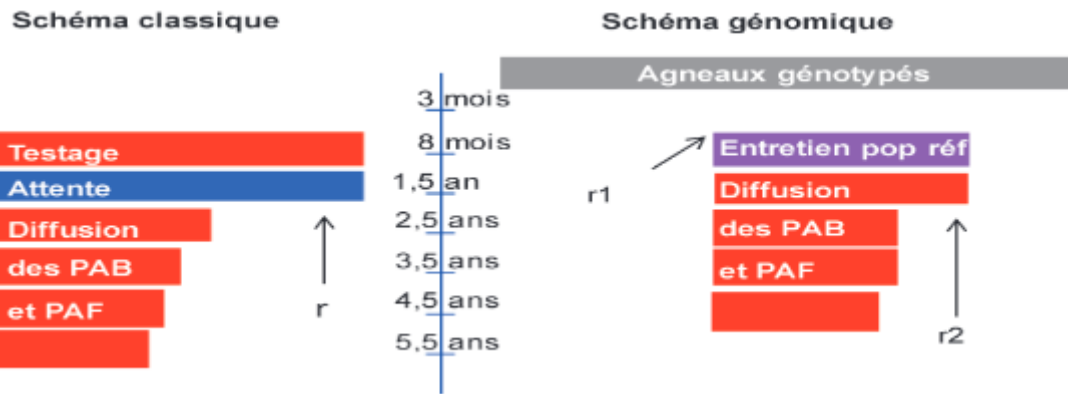 Schéma classique
Schéma génomique
Agneaux génotypés
3 mois
8 mois
1,5 an
2,5 ans
3,5 ans
4,5 ans
5,5 ans
Testage
Attente
Diffusion
des PAB
et PAF
r
r1
Entretien pop réf
Diffusion
des PAB
et PAF
r2